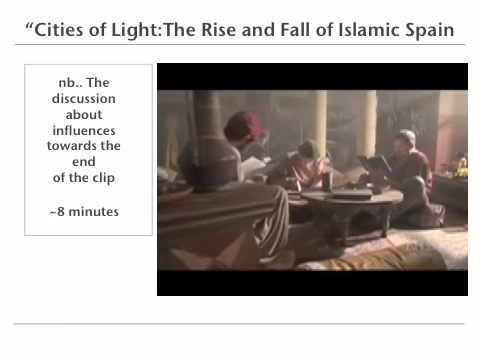 “Cities of Light:The Rise and Fall of Islamic Spain
nb.. The
discussion
about
influences
towards the
end
of the clip
~8 minutes